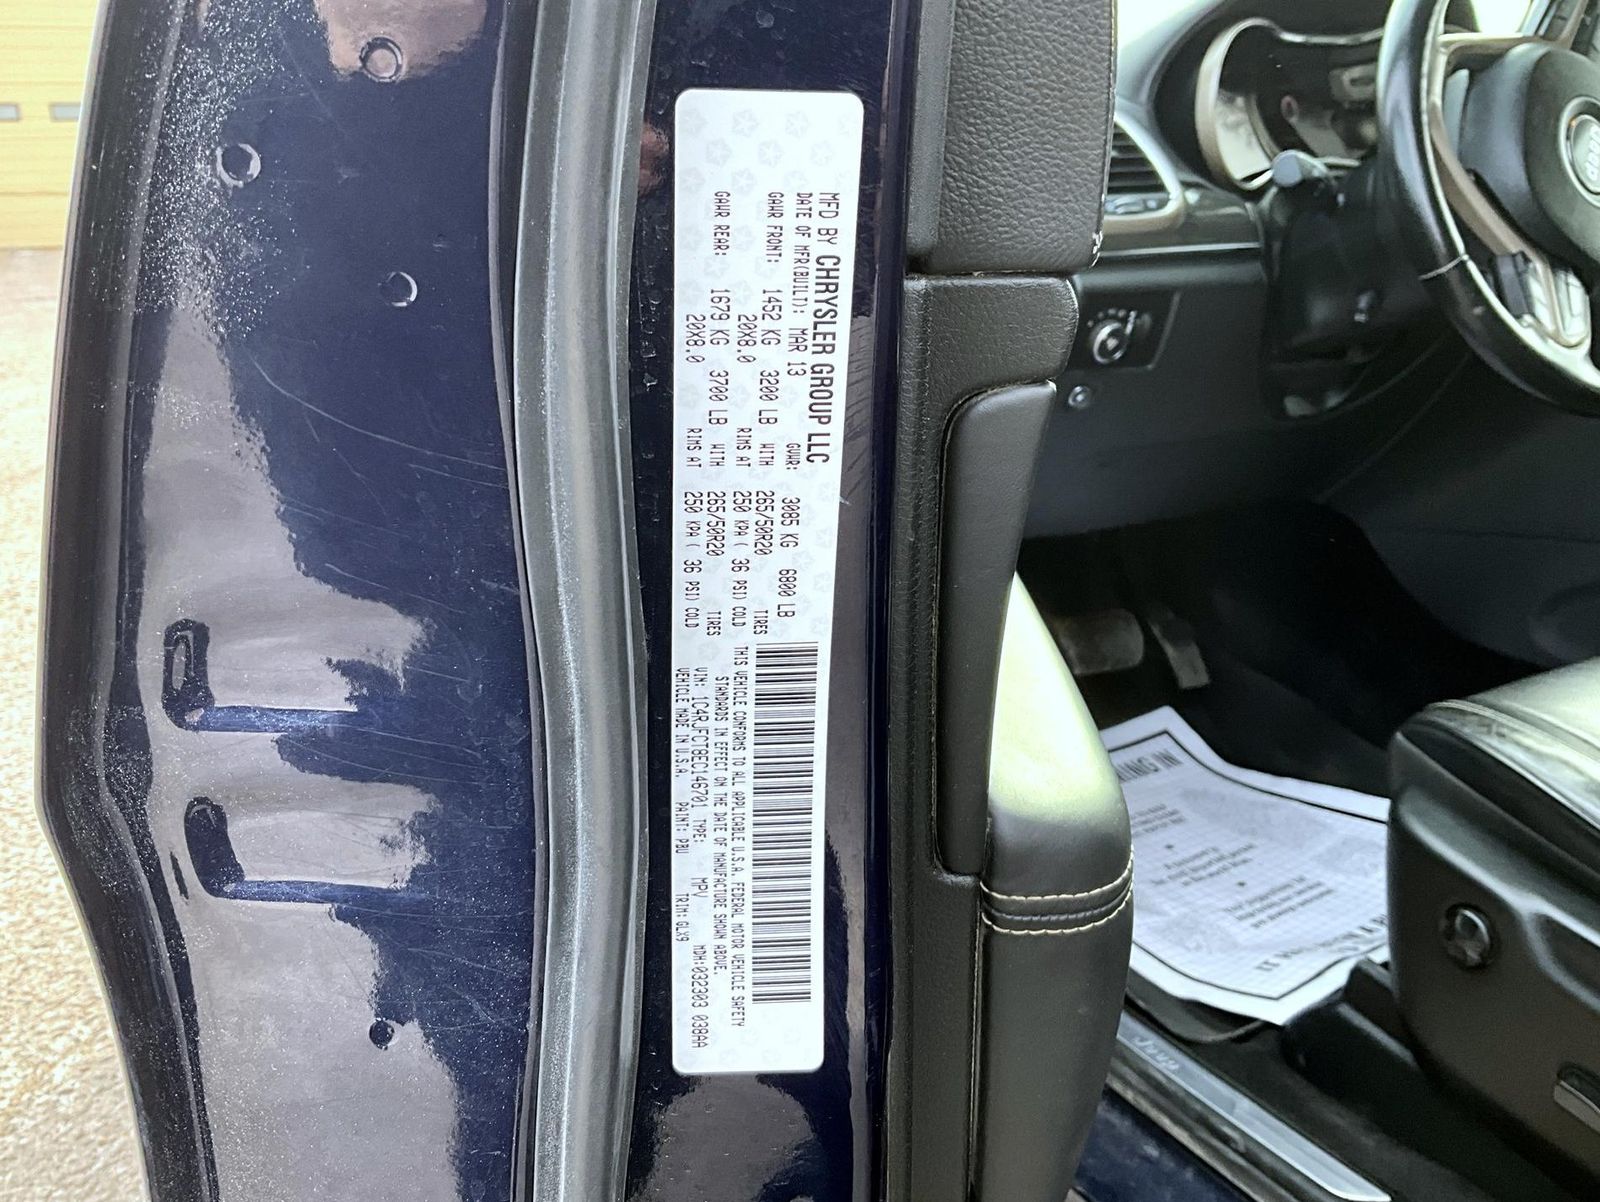 MFD BY CHRYSLER GROUP LLC
DATE OF MFR(BUILT): MAR 13 GVWR: 3085 KG 6800 LB
GAWR FRONT: 1452 KG 3200 LB WITH 265/50R20 TIRES
20X8.0 RIMS AT 250 KPA ( 36 PSI) COLD
GAWR REAR: 1679 KG 3700 LB WITH 265/50R20 TIRES
20X8.0 RIMS AT 250 KPA ( 36 PSI) COLD
THIS VEHICLE CONFORMS TO ALL APPLICABLE U.S.A. FEDERAL MOTOR VEHICLE SAFETY
STANDARDS IN EFFECT ON THE DATE OF MANUFACTURE SHOWN ABOVE.
VIN: 1C4RJFCT8EC146701 TYPE: MPV MDH:032303 038AA
VEHICLE MADE IN U.S.A. PAINT: PBU TRIM:GLX9
Jeep
Jeep